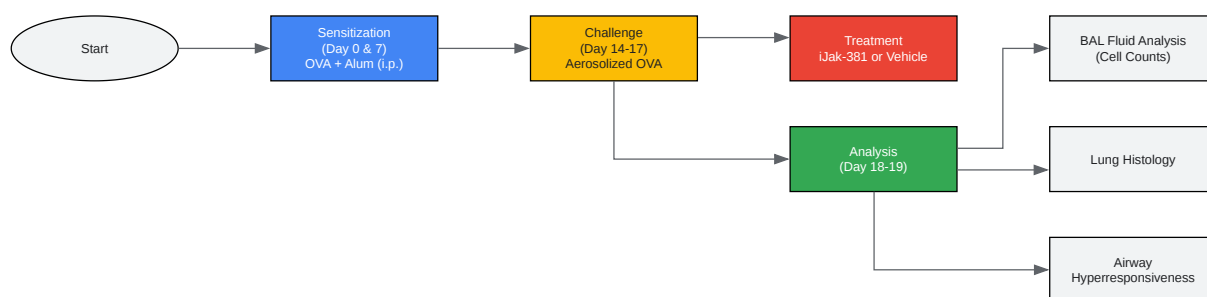 Start
Sensitization
(Day 0 & 7)
OVA + Alum (i.p.)
Challenge
(Day 14-17)
Aerosolized OVA
Treatment
iJak-381 or Vehicle
BAL Fluid Analysis
(Cell Counts)
Analysis
(Day 18-19)
Lung Histology
Airway
Hyperresponsiveness